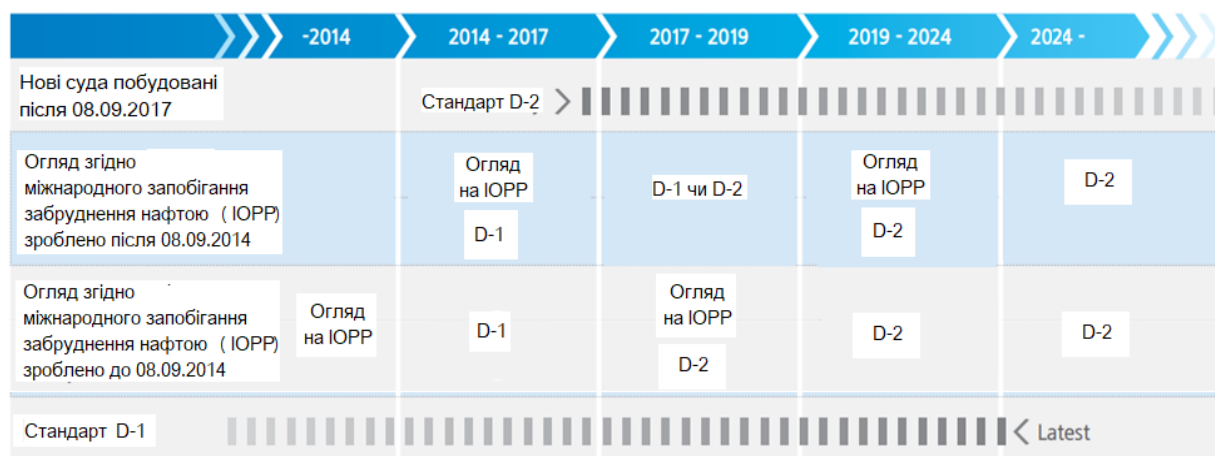 -2014
2014 - 2017
2017 - 2019
2019 - 2024
2024 -
Нові суда побудовані
після 08.09.2017
Стандарт D-2
Огляд згідно
міжнародного запобігання
забруднення нафтою ( IOPP)
зроблено після 08.09.2014
Огляд
на IOPP
D-1
D-1 чи D-2
Огляд
на IOPP
D-2
D-2
Огляд згідно
міжнародного запобігання
забруднення нафтою ( IOPP)
зроблено до 08.09.2014
Огляд
на IOPP
D-1
Огляд
на IOPP
D-2
D-2
D-2
Стандарт D-1
Latest